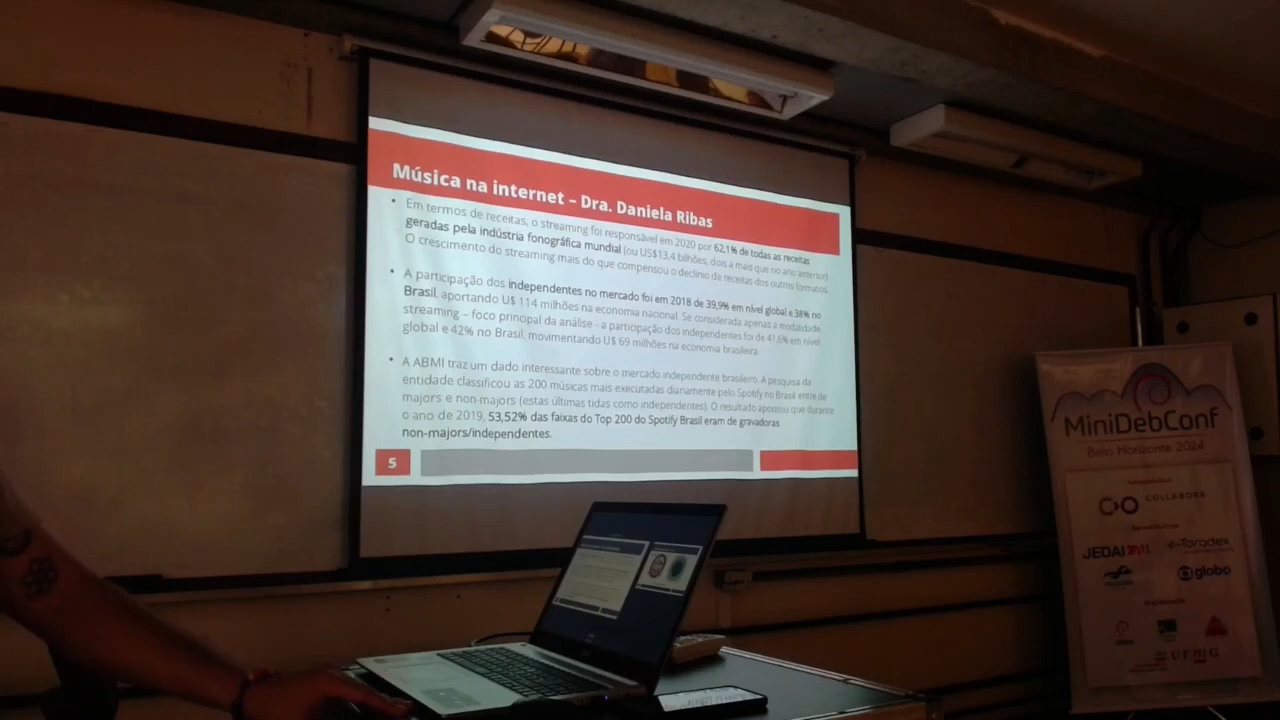 Música na internet – Dra. Daniela Ribas
• Em termos de receitas, o streaming foi responsável em 2020 por 62,1% de todas as receitas
geradas pela indústria fonográfica mundial (ou US$13,4 bilhões, dois a mais que no ano anterior).
O crescimento do streaming mais do que compensou o declínio de receitas dos outros formatos.
• A participação dos independentes no mercado foi em 2018 de 39,9% em nível global e 38% no
Brasil, aportando U$ 114 milhões na economia nacional. Se considerada apenas a modalidade
streaming – foco principal da análise - a participação dos independentes foi de 41,6% em nível
global e 42% no Brasil, movimentando U$ 69 milhões na economia brasileira.
• A ABMI traz um dado interessante sobre o mercado independente brasileiro. A pesquisa da
entidade classificou as 200 músicas mais executadas diariamente pelo Spotify no Brasil entre de
majors e non-majors (estas últimas tidas como independentes). O resultado apontou que durante
o ano de 2019, 53,52% das faixas do Top 200 do Spotify Brasil eram de gravadoras
non-majors/independentes.
5
MiniDebConf
Belo Horizonte 2024
COLLABORA
JEDAI
Toradex
globo
UFMG